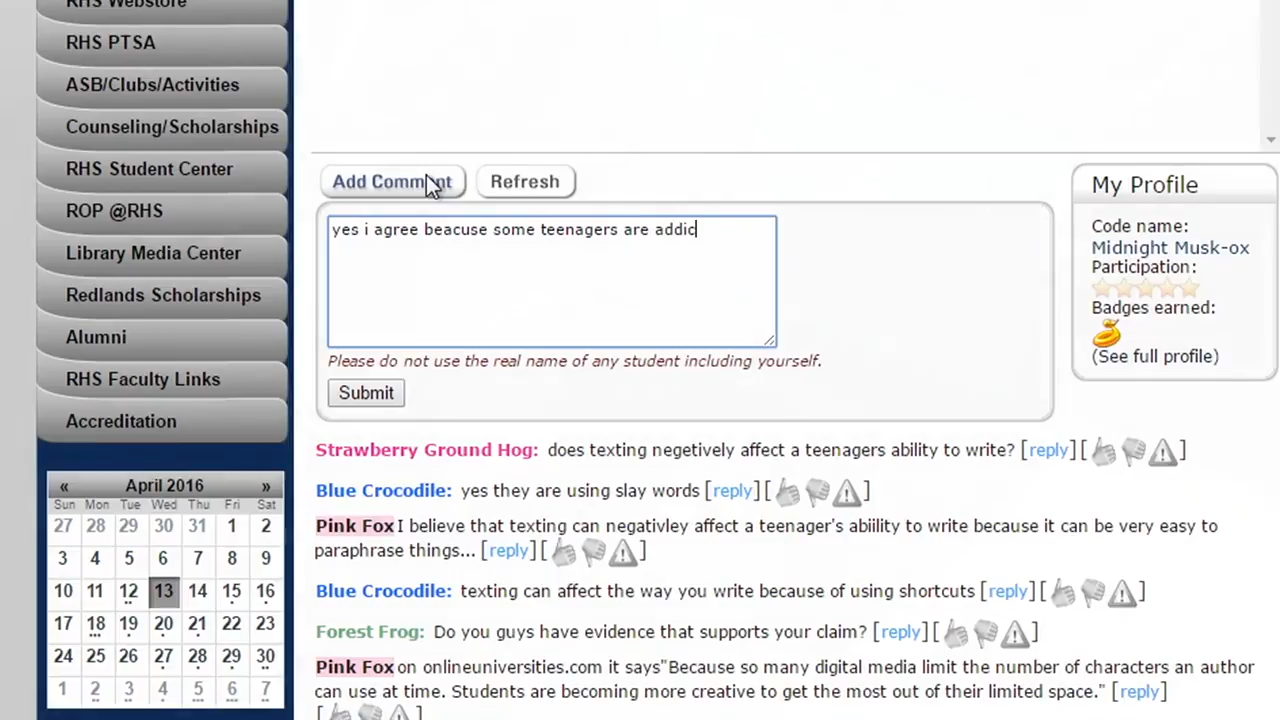 RHS Webstore
RHS PTSA
ASB/Clubs/Activities
Counseling/Scholarships
RHS Student Center
ROP @RHS
Library Media Center
Redlands Scholarships
Alumni
RHS Faculty Links
Accreditation
« April 2016 »
Sun Mon Tue Wed Thu Fri Sat
27 28 29 30 31 1 2
3 4 5 6 7 8 9
10 11 12 13 14 15 16
17 18 19 20 21 22 23
24 25 26 27 28 29 30
1 2 3 4 5 6 7
Add Comment Refresh
yes i agree beacuse some teenagers are addic
Please do not use the real name of any student including yourself.
Submit
My Profile
Code name:
Midnight Musk-ox
Participation:
Badges earned:
(See full profile)
Strawberry Ground Hog: does texting negetively affect a teenagers ability to write? [reply][ ]
Blue Crocodile: yes they are using slay words [reply][ ]
Pink Fox I believe that texting can negativley affect a teenager's abiility to write because it can be very easy to
paraphrase things... [reply][ ]
Blue Crocodile: texting can affect the way you write because of using shortcuts [reply][ ]
Forest Frog: Do you guys have evidence that supports your claim? [reply][ ]
Pink Fox on onlineuniversities.com it says"Because so many digital media limit the number of characters an author
can use at time. Students are becoming more creative to get the most out of their limited space." [reply]
[ ]